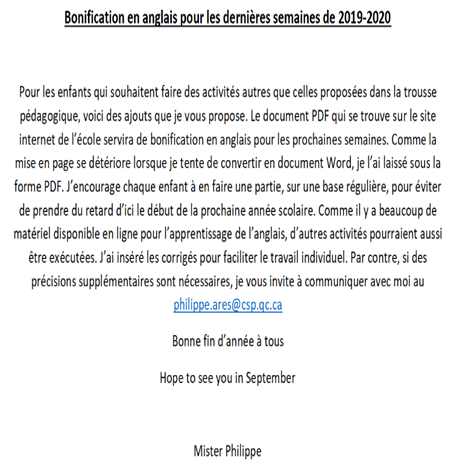 Bonification en anglais pour les dernières semaines de 2019-2020
Pour les enfants qui souhaitent faire des activités autres que celles proposées dans la trousse
pédagogique, voici des ajouts que je vous propose. Le document PDF qui se trouve sur le site
internet de l’école servira de bonification en anglais pour les prochaines semaines. Comme la
mise en page se détériore lorsque je tente de convertir en document Word, je l’ai laissé sous la
forme PDF. J’encourage chaque enfant à en faire une partie, sur une base régulière, pour éviter
de prendre du retard d’ici le début de la prochaine année scolaire. Comme il y a beaucoup de
matériel disponible en ligne pour l’apprentissage de l’anglais, d’autres activités pourraient aussi
être exécutées. J’ai inséré les corrigés pour faciliter le travail individuel. Par contre, si des
précisions supplémentaires sont nécessaires, je vous invite à communiquer avec moi au
philippe.ares@csp.qc.ca
Bonne fin d’année à tous
Hope to see you in September
Mister Philippe